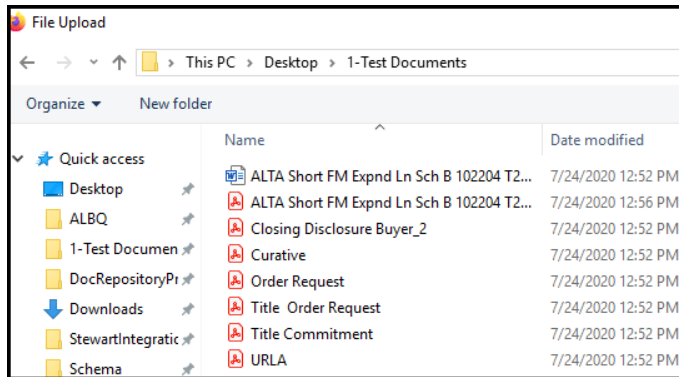 File Upload
This PC > Desktop > 1-Test Documents
Organize New folder
Name Date modified
Quick access
Desktop
ALBQ
1-Test Documen
DocRepositoryPr
Downloads
StewartIntegratic
Schema
ALTA Short FM Expnd Ln Sch B 102204 T2... 7/24/2020 12:52 PM
ALTA Short FM Expnd Ln Sch B 102204 T2... 7/24/2020 12:56 PM
Closing Disclosure Buyer_2 7/24/2020 12:52 PM
Curative 7/24/2020 12:52 PM
Order Request 7/24/2020 12:52 PM
Title Order Request 7/24/2020 12:52 PM
Title Commitment 7/24/2020 12:52 PM
URLA 7/24/2020 12:52 PM